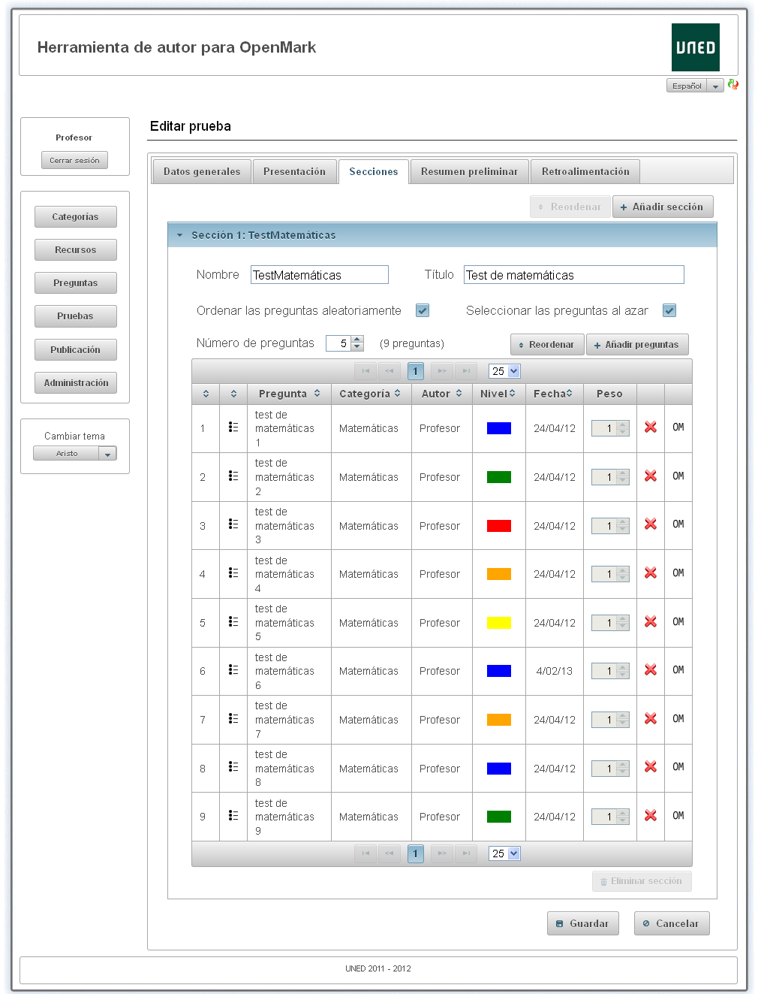 Herramienta de autor para OpenMark
UNED
Español
Profesor
Cerrar sesión
Categorías
Recursos
Preguntas
Pruebas
Publicación
Administración
Cambiar tema
Aristo
Editar prueba
Datos generales Presentación Secciones Resumen preliminar Retroalimentación
Reordenar Añadir sección
Sección 1: TestMatemáticas
Nombre TestMatemáticas Título Test de matemáticas
Ordenar las preguntas aleatoriamente Seleccionar las preguntas al azar
Número de preguntas 5 (9 preguntas) Reordenar Añadir preguntas
1 25
Pregunta Categoría Autor Nivel Fecha Peso
1 test de matemáticas 1 Matemáticas Profesor 24/04/12 1 OM
2 test de matemáticas 2 Matemáticas Profesor 24/04/12 1 OM
3 test de matemáticas 3 Matemáticas Profesor 24/04/12 1 OM
4 test de matemáticas 4 Matemáticas Profesor 24/04/12 1 OM
5 test de matemáticas 5 Matemáticas Profesor 24/04/12 1 OM
6 test de matemáticas 6 Matemáticas Profesor 4/02/13 1 OM
7 test de matemáticas 7 Matemáticas Profesor 24/04/12 1 OM
8 test de matemáticas 8 Matemáticas Profesor 24/04/12 1 OM
9 test de matemáticas 9 Matemáticas Profesor 24/04/12 1 OM
1 25
Eliminar sección
Guardar Cancelar
UNED 2011 - 2012